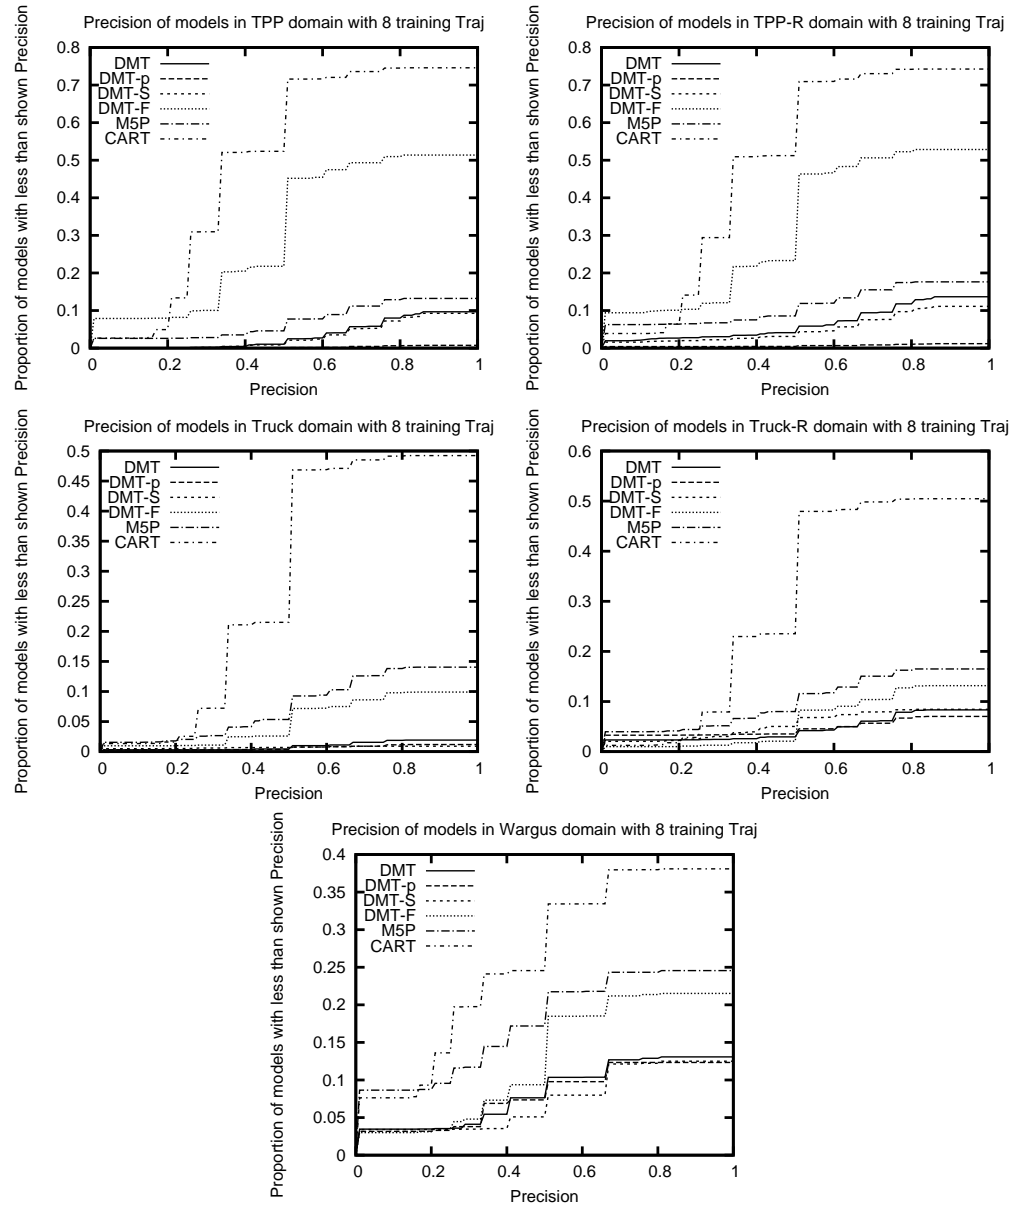 Precision of models in TPP domain with 8 training Traj
Proportion of models with less than shown Precision
0.8
0.7
0.6
0.5
0.4
0.3
0.2
0.1
0
DMT
DMT-p
DMT-S
DMT-F
M5P
CART
0 0.2 0.4 0.6 0.8 1
Precision
Precision of models in TPP-R domain with 8 training Traj
Proportion of models with less than shown Precision
0.8
0.7
0.6
0.5
0.4
0.3
0.2
0.1
0
DMT
DMT-p
DMT-S
DMT-F
M5P
CART
0 0.2 0.4 0.6 0.8 1
Precision
Precision of models in Truck domain with 8 training Traj
Proportion of models with less than shown Precision
0.5
0.45
0.4
0.35
0.3
0.25
0.2
0.15
0.1
0.05
0
DMT
DMT-p
DMT-S
DMT-F
M5P
CART
0 0.2 0.4 0.6 0.8 1
Precision
Precision of models in Truck-R domain with 8 training Traj
Proportion of models with less than shown Precision
0.6
0.5
0.4
0.3
0.2
0.1
0
DMT
DMT-p
DMT-S
DMT-F
M5P
CART
0 0.2 0.4 0.6 0.8 1
Precision
Precision of models in Wargus domain with 8 training Traj
Proportion of models with less than shown Precision
0.4
0.35
0.3
0.25
0.2
0.15
0.1
0.05
0
DMT
DMT-p
DMT-S
DMT-F
M5P
CART
0 0.2 0.4 0.6 0.8 1
Precision